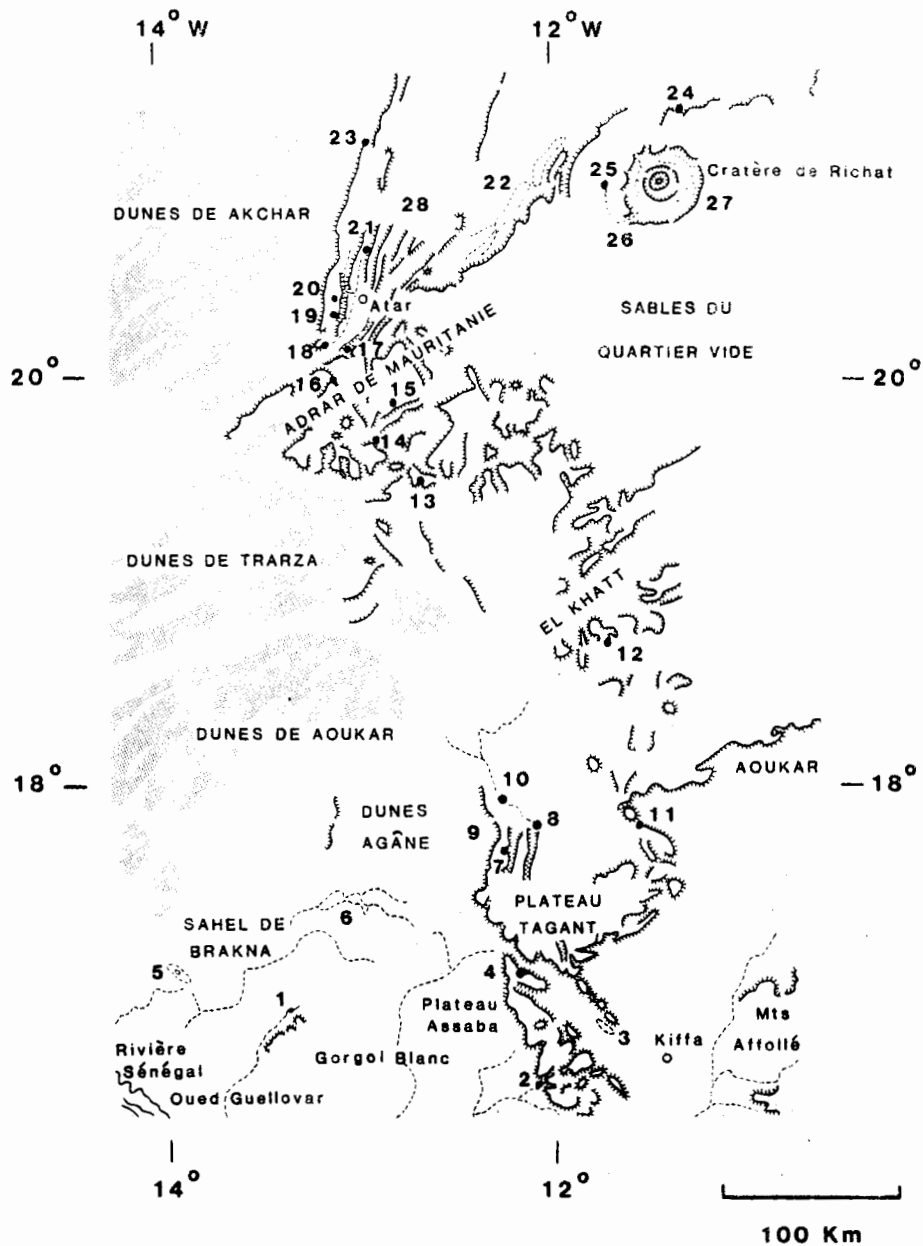 14° W
12° W
24
23
Cratère de Richat
25
22
27
DUNES DE AKCHAR
28
26
21
20
Atar
SABLES DU
19
QUARTIER VIDE
18
17
20°
20°
16A
ADRAR DE MAURITANIE
15
14
13
DUNES DE TRARZA
EL KHATT
12
DUNES DE AOUKAR
AOUKAR
18°
18°
10
DUNES
9
8
11
AGÂNE
7
PLATEAU
TAGANT
6
SAHEL DE
BRAKNA
5
4
1
Plateau
Assaba
Mts
3
Kiffa
Affollé
Rivière
Sénégal
Gorgol Blanc
2
Oued Guellovar
14°
12°
100 Km